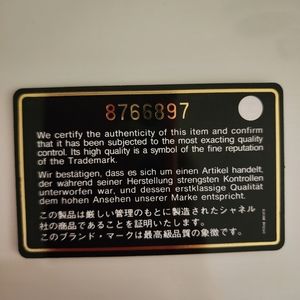 8766897
We certify the authenticity of this item and confirm
that it has been subjected to the most exacting quality
control. Its high quality is a symbol of the fine reputation
of the Trademark.
Wir bestätigen, dass es sich um einen Artikel handelt,
der während seiner Herstellung strengsten Kontrollen
unterworfen war, und dessen erstklassige Qualität
dem hohen Ansehen unserer Marke entspricht.
この製品は厳しい管理のもとに製造されたシャネル
社の商品であることを証明いたします。
このブランド・マークは最高級品質の象徴です。